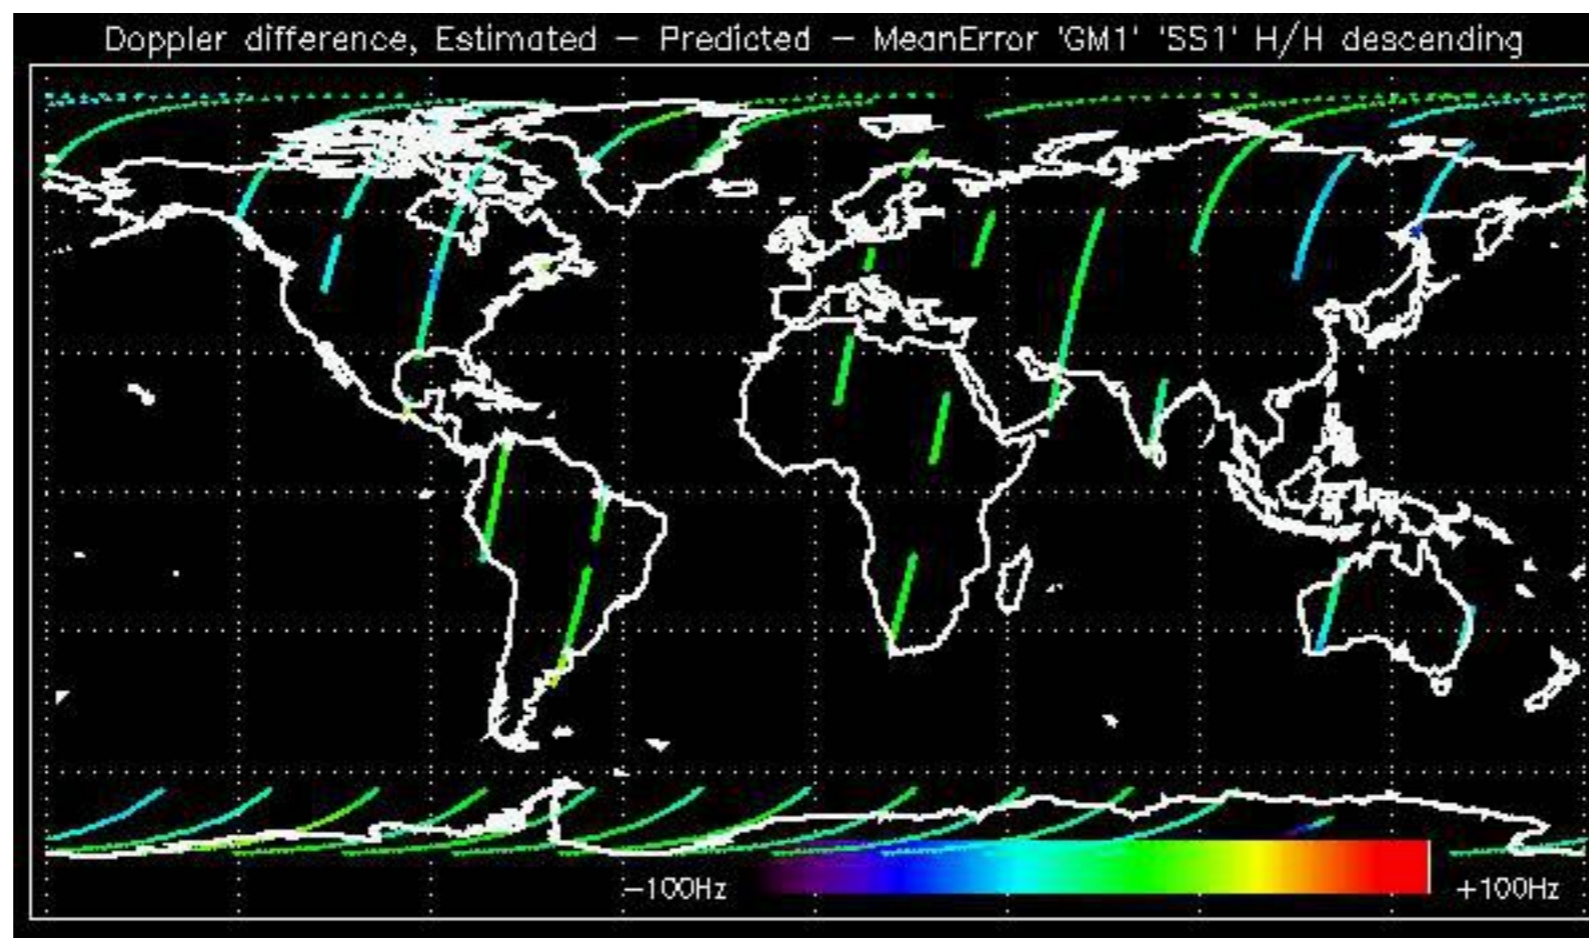 Doppler difference, Estimated − Predicted − MeanError 'GM1' 'SS1' H/H descending
−100Hz +100Hz